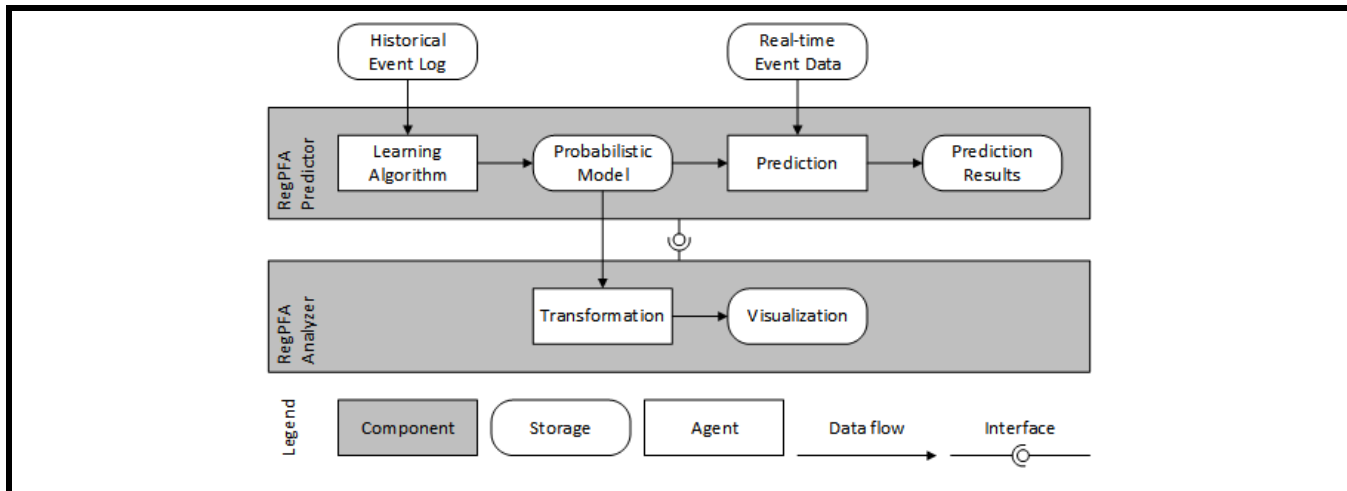 Historical
Event Log
Real-time
Event Data
RegPFA
Predictor
Learning
Algorithm
Probabilistic
Model
Prediction
Prediction
Results
RegPFA
Analyzer
Transformation
Visualization
Legend
Component
Storage
Agent
Data flow
Interface